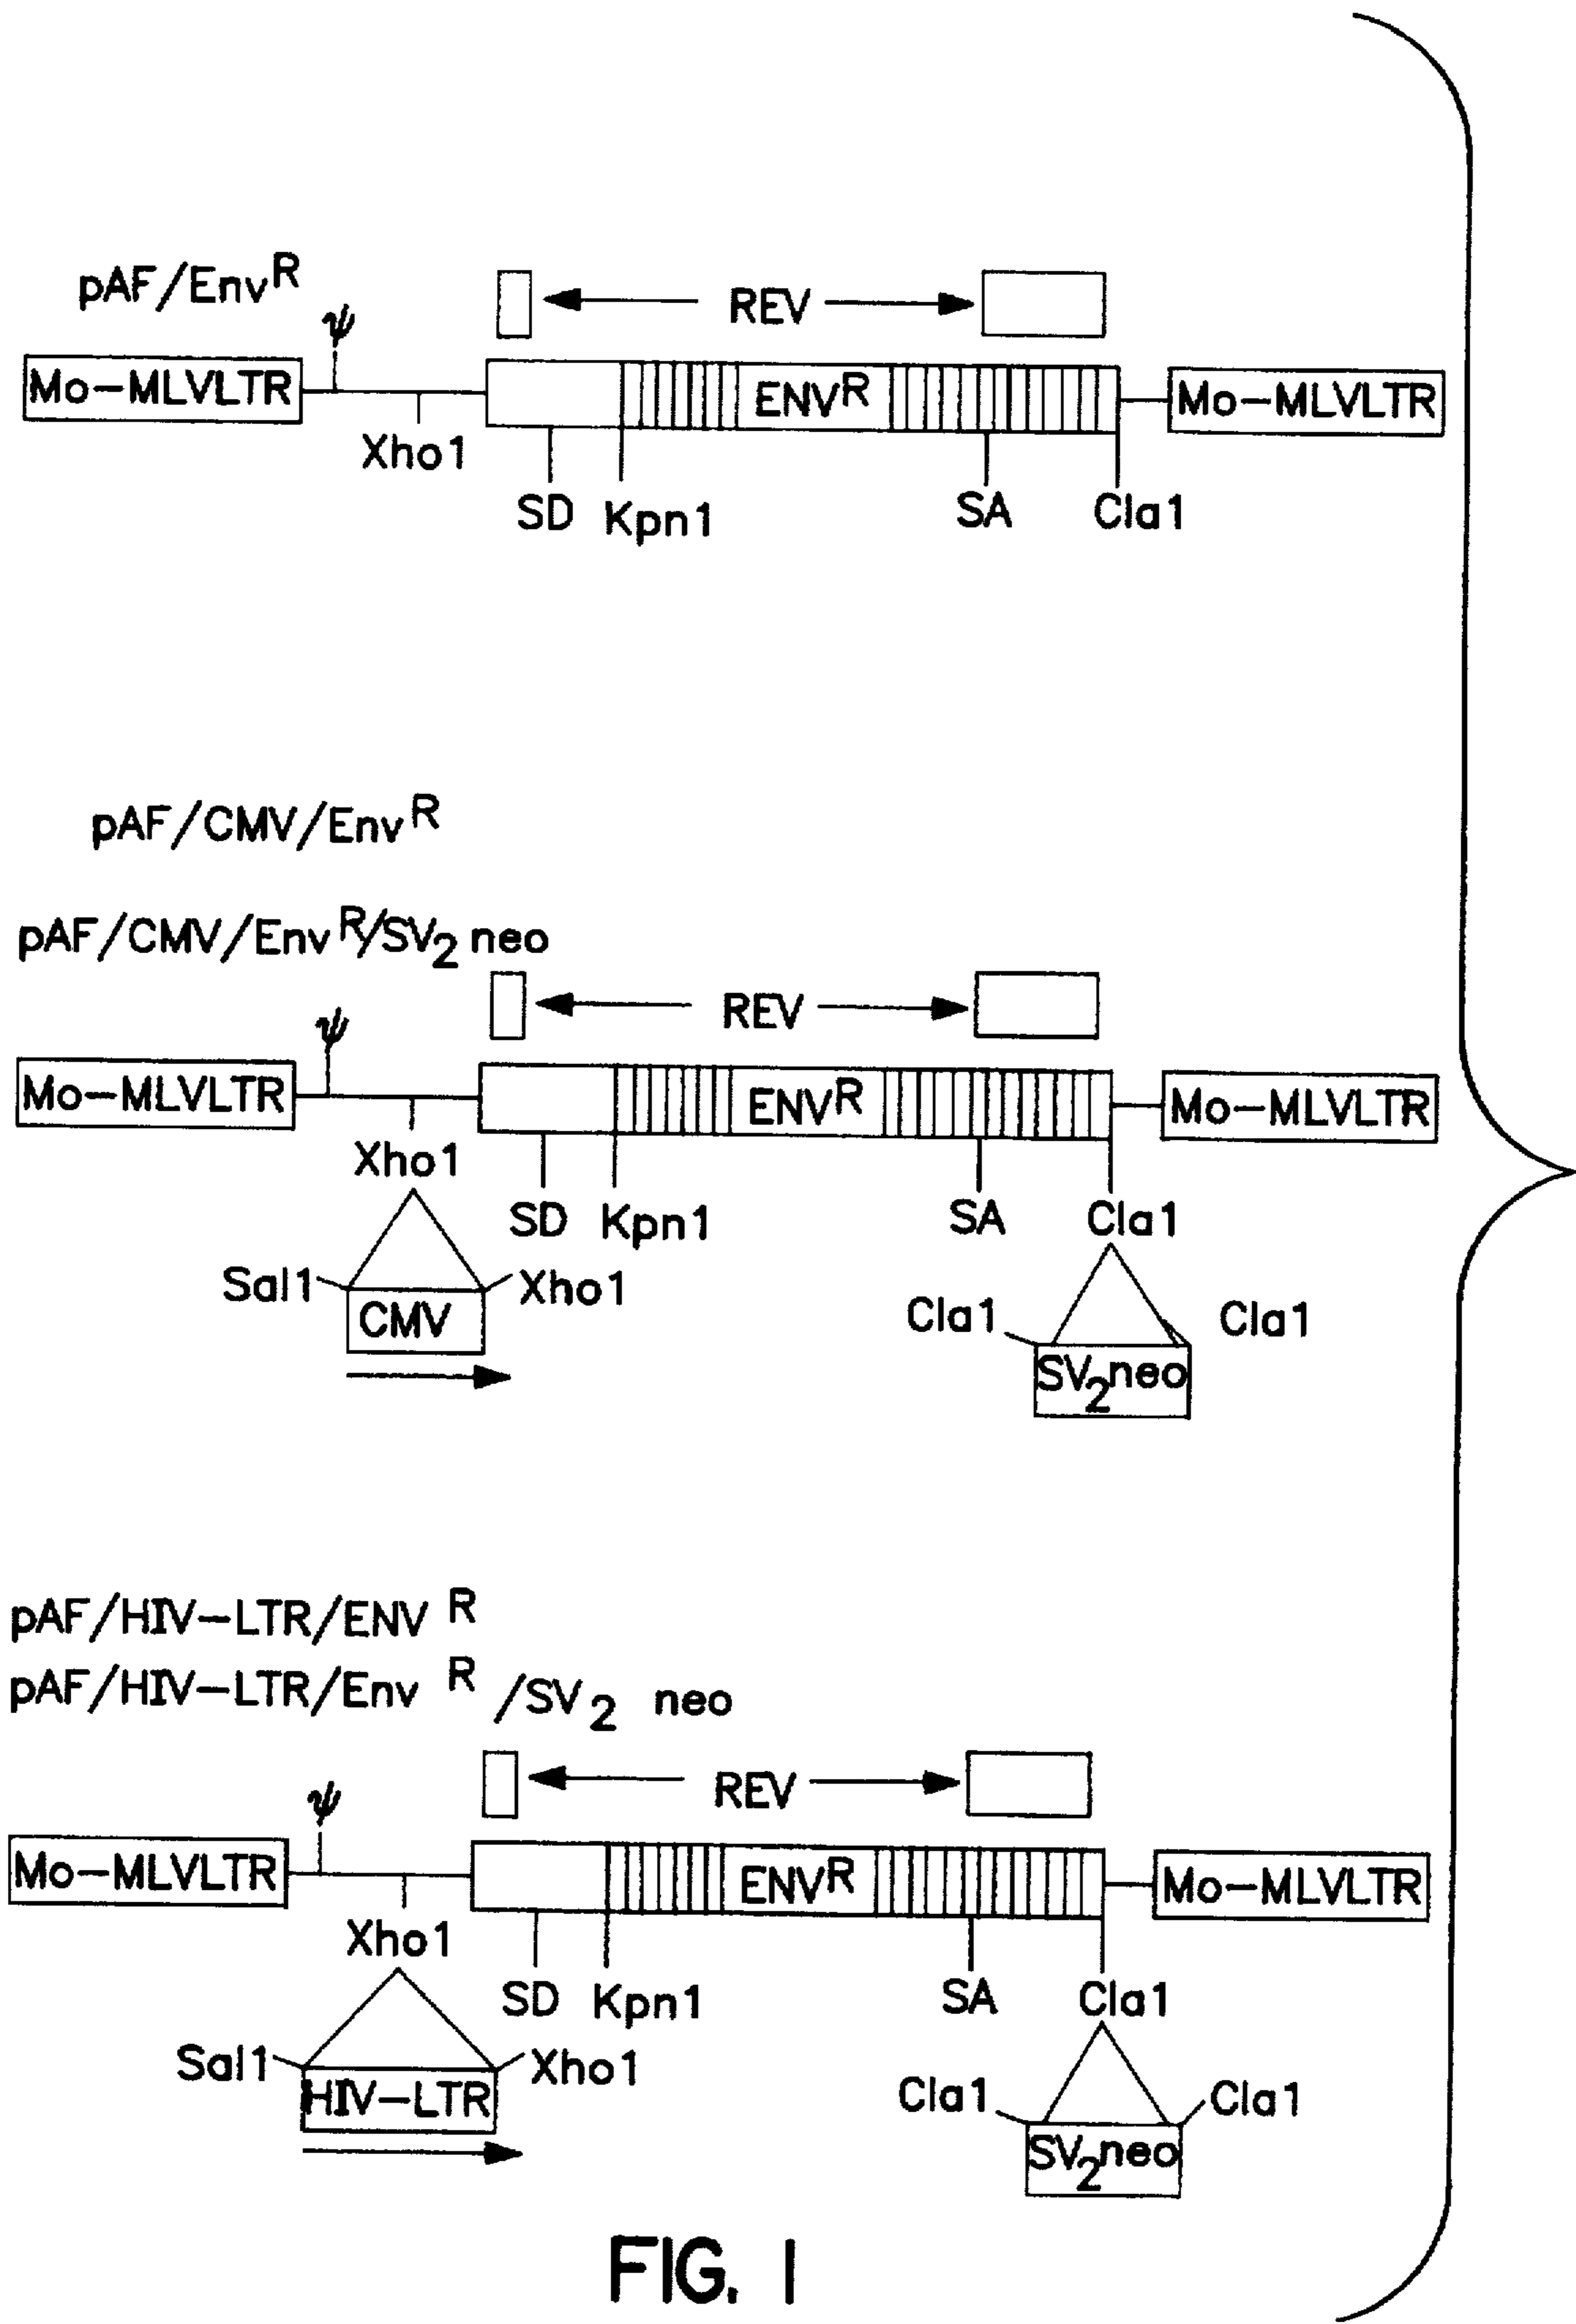 pAF/Env R
REV
ψ
Mo-MLVLTR ENV R Mo-MLVLTR
Xho1
SD Kpn1 SA Cla1
pAF/CMV/Env R
pAF/CMV/Env R/SV2 neo
REV
ψ
Mo-MLVLTR ENV R Mo-MLVLTR
Xho1
SD Kpn1 SA Cla1
Sal1 Xho1
CMV
Cla1 Cla1
SV2neo
pAF/HIV-LTR/ENV R
pAF/HIV-LTR/Env R /SV2 neo
REV
ψ
Mo-MLVLTR ENV R Mo-MLVLTR
Xho1
SD Kpn1 SA Cla1
Sal1 Xho1
HIV-LTR
Cla1 Cla1
SV2neo
FIG. 1